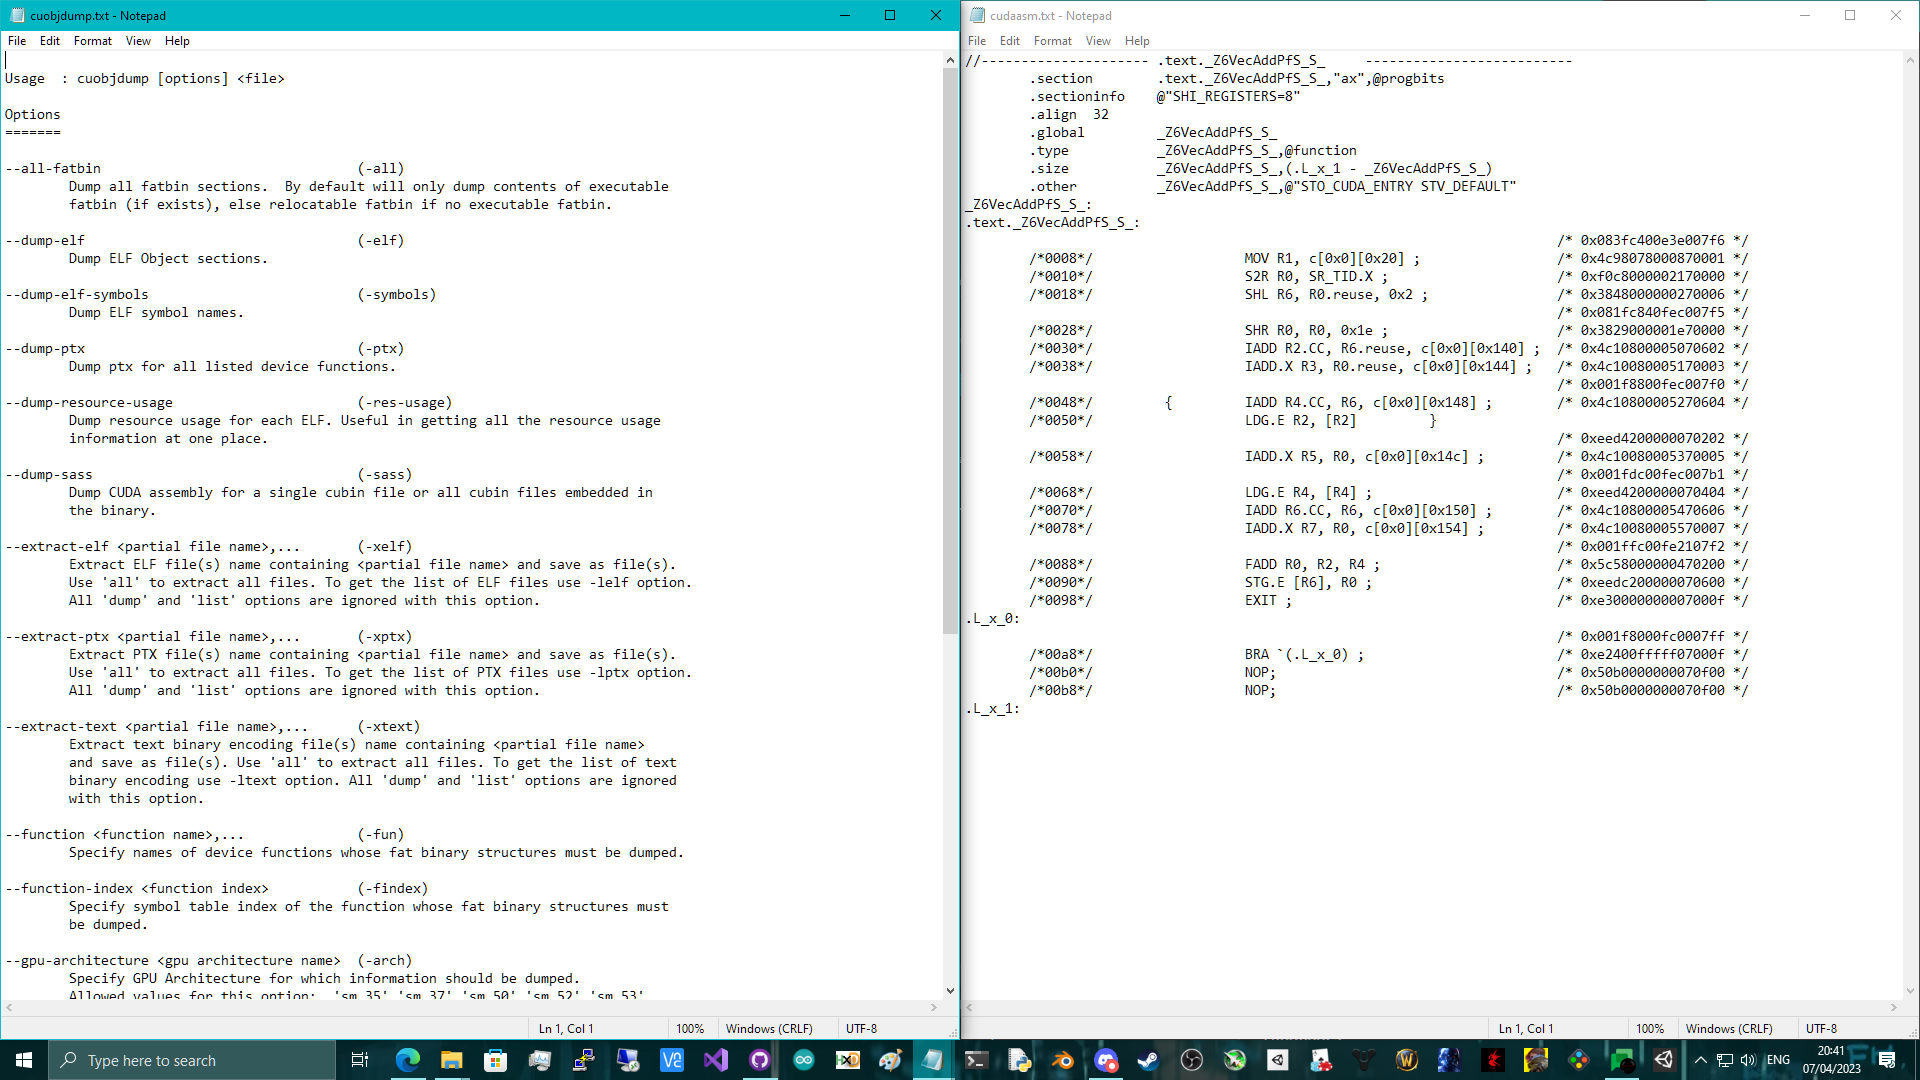 cuobjdump.txt - Notepad
File Edit Format View Help
Usage  : cuobjdump [options] <file>
Options
=======
--all-fatbin                                (-all)
Dump all fatbin sections.  By default will only dump contents of executable
fatbin (if exists), else relocatable fatbin if no executable fatbin.
--dump-elf                                  (-elf)
Dump ELF Object sections.
--dump-elf-symbols                          (-symbols)
Dump ELF symbol names.
--dump-ptx                                  (-ptx)
Dump ptx for all listed device functions.
--dump-resource-usage                       (-res-usage)
Dump resource usage for each ELF. Useful in getting all the resource usage
information at one place.
--dump-sass                                 (-sass)
Dump CUDA assembly for a single cubin file or all cubin files embedded in
the binary.
--extract-elf <partial file name>,...       (-xelf)
Extract ELF file(s) name containing <partial file name> and save as file(s).
Use 'all' to extract all files. To get the list of ELF files use -lelf option.
All 'dump' and 'list' options are ignored with this option.
--extract-ptx <partial file name>,...       (-xptx)
Extract PTX file(s) name containing <partial file name> and save as file(s).
Use 'all' to extract all files. To get the list of PTX files use -lptx option.
All 'dump' and 'list' options are ignored with this option.
--extract-text <partial file name>,...      (-xtext)
Extract text binary encoding file(s) name containing <partial file name>
and save as file(s). Use 'all' to extract all files. To get the list of text
binary encoding use -ltext option. All 'dump' and 'list' options are ignored
with this option.
--function <function name>,...              (-fun)
Specify names of device functions whose fat binary structures must be dumped.
--function-index <function index>           (-findex)
Specify symbol table index of the function whose fat binary structures must
be dumped.
--gpu-architecture <gpu architecture name>  (-arch)
Specify GPU Architecture for which information should be dumped.
Allowed values for this option:  'sm_35','sm_37','sm_50','sm_52','sm_53',
Ln 1, Col 1 100% Windows (CRLF) UTF-8
cudaasm.txt - Notepad
File Edit Format View Help
//--------------------- .text._Z6VecAddPfS_S_     --------------------------
.section        .text._Z6VecAddPfS_S_,"ax",@progbits
.sectioninfo    @"SHI_REGISTERS=8"
.align  32
.global         _Z6VecAddPfS_S_
.type           _Z6VecAddPfS_S_,@function
.size           _Z6VecAddPfS_S_,(.L_x_1 - _Z6VecAddPfS_S_)
.other          _Z6VecAddPfS_S_,@"STO_CUDA_ENTRY STV_DEFAULT"
_Z6VecAddPfS_S_:
.text._Z6VecAddPfS_S_:
/* 0x083fc400e3e007f6 */
/*0008*/ MOV R1, c[0x0][0x20] ; /* 0x4c98078000870001 */
/*0010*/ S2R R0, SR_TID.X ; /* 0xf0c8000002170000 */
/*0018*/ SHL R6, R0.reuse, 0x2 ; /* 0x3848000000270006 */
/* 0x081fc840fec007f5 */
/*0028*/ SHR R0, R0, 0x1e ; /* 0x3829000001e70000 */
/*0030*/ IADD R2.CC, R6.reuse, c[0x0][0x140] ; /* 0x4c10800005070602 */
/*0038*/ IADD.X R3, R0.reuse, c[0x0][0x144] ; /* 0x4c10080005170003 */
/* 0x001f8800fec007f0 */
/*0048*/ { IADD R4.CC, R6, c[0x0][0x148] ; /* 0x4c10800005270604 */
/*0050*/ LDG.E R2, [R2] }
/* 0xeed4200000070202 */
/*0058*/ IADD.X R5, R0, c[0x0][0x14c] ; /* 0x4c10080005370005 */
/* 0x001fdc00fec007b1 */
/*0068*/ LDG.E R4, [R4] ; /* 0xeed4200000070404 */
/*0070*/ IADD R6.CC, R6, c[0x0][0x150] ; /* 0x4c10800005470606 */
/*0078*/ IADD.X R7, R0, c[0x0][0x154] ; /* 0x4c10080005570007 */
/* 0x001ffc00fe2107f2 */
/*0088*/ FADD R0, R2, R4 ; /* 0x5c58000000470200 */
/*0090*/ STG.E [R6], R0 ; /* 0xeedc200000070600 */
/*0098*/ EXIT ; /* 0xe30000000007000f */
.L_x_0:
/* 0x001f8000fc0007ff */
/*00a8*/ BRA `(.L_x_0) ; /* 0xe2400fffff07000f */
/*00b0*/ NOP; /* 0x50b0000000070f00 */
/*00b8*/ NOP; /* 0x50b0000000070f00 */
.L_x_1:
Ln 1, Col 1 100% Windows (CRLF) UTF-8
Type here to search
ENG
20:41
07/04/2023